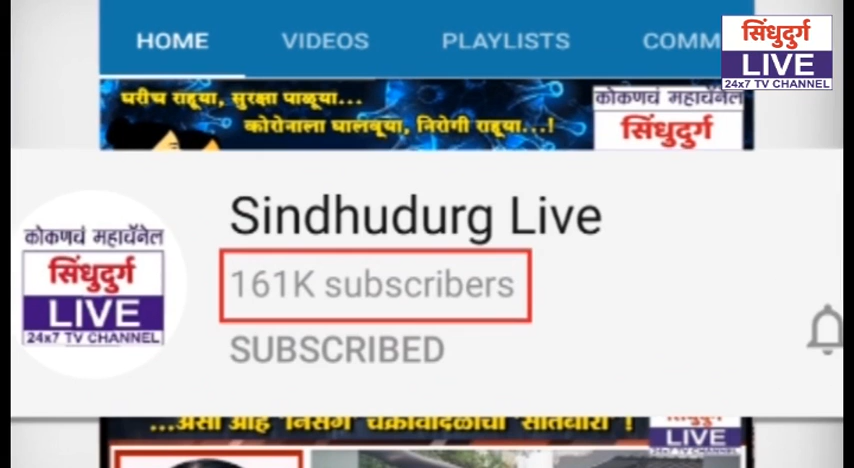 HOME VIDEOS PLAYLISTS COMM
सिंधुदुर्ग
LIVE
24x7 TV CHANNEL
घरीच राहूया, सुरक्षा पाळूया...
कोरोनाला घालवूया, निरोगी राहूया...!
कोकणचं महाचॅनेल
सिंधुदुर्ग
Sindhudurg Live
161K subscribers
SUBSCRIBED
कोकणचं महाचॅनेल
सिंधुदुर्ग
LIVE
24x7 TV CHANNEL
...असा आहे 'निसर्ग' चक्रीवादळाचा 'सातबारा' !
सिंधुदुर्ग
LIVE